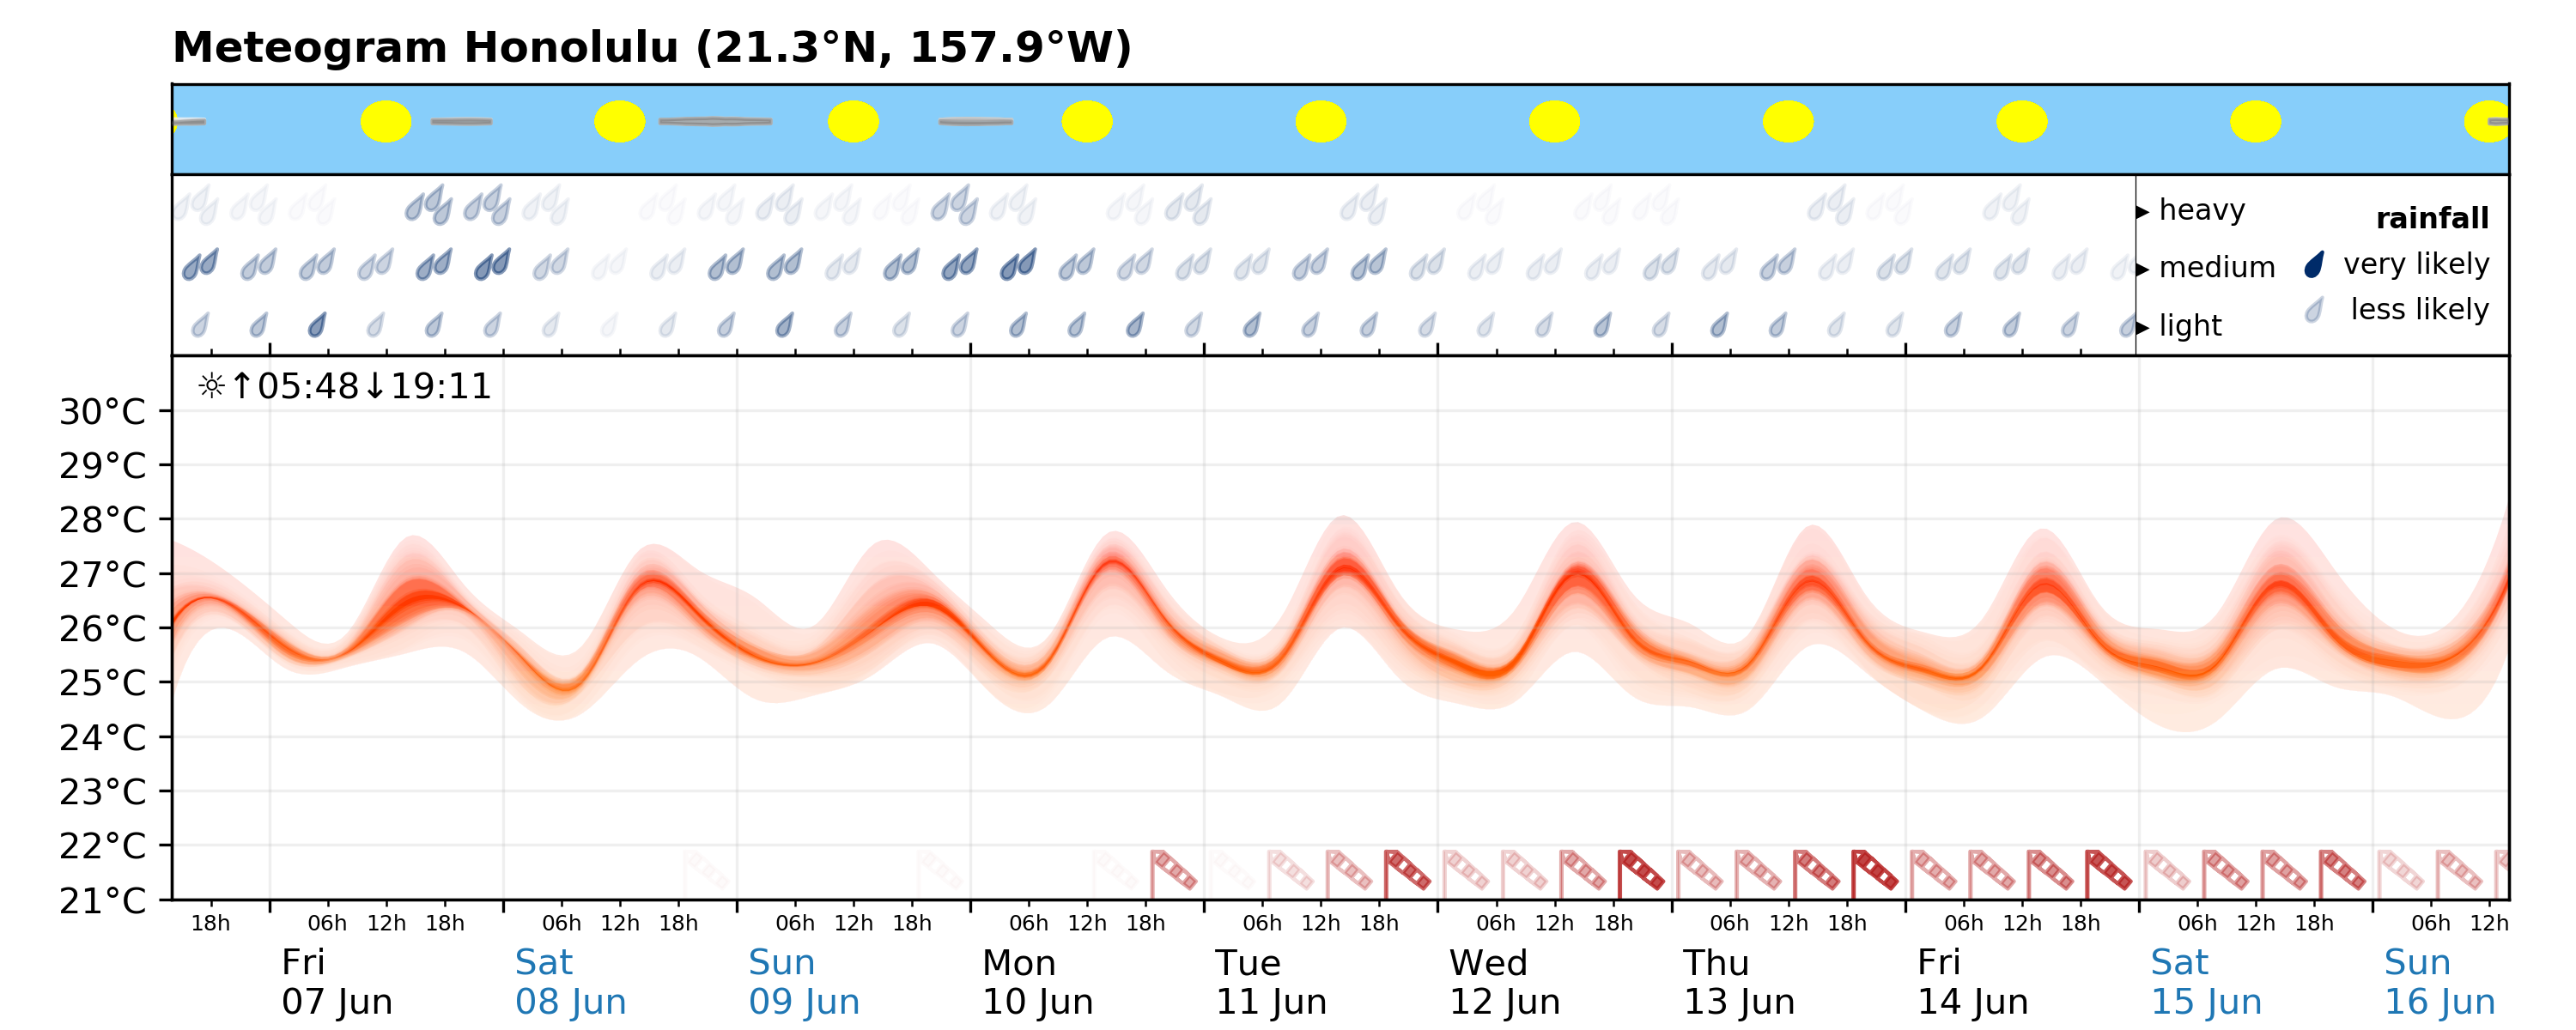 Meteogram Honolulu (21.3°N, 157.9°W)
heavy
rainfall
medium
very likely
light
less likely
☼↑05:48↓19:11
30°C
29°C
28°C
27°C
26°C
25°C
24°C
23°C
22°C
21°C
18h 06h 12h 18h 06h 12h 18h 06h 12h 18h 06h 12h 18h 06h 12h 18h 06h 12h 18h 06h 12h 18h 06h 12h 18h 06h 12h 18h 06h 12h
Fri Sat Sun Mon Tue Wed Thu Fri Sat Sun
07 Jun 08 Jun 09 Jun 10 Jun 11 Jun 12 Jun 13 Jun 14 Jun 15 Jun 16 Jun